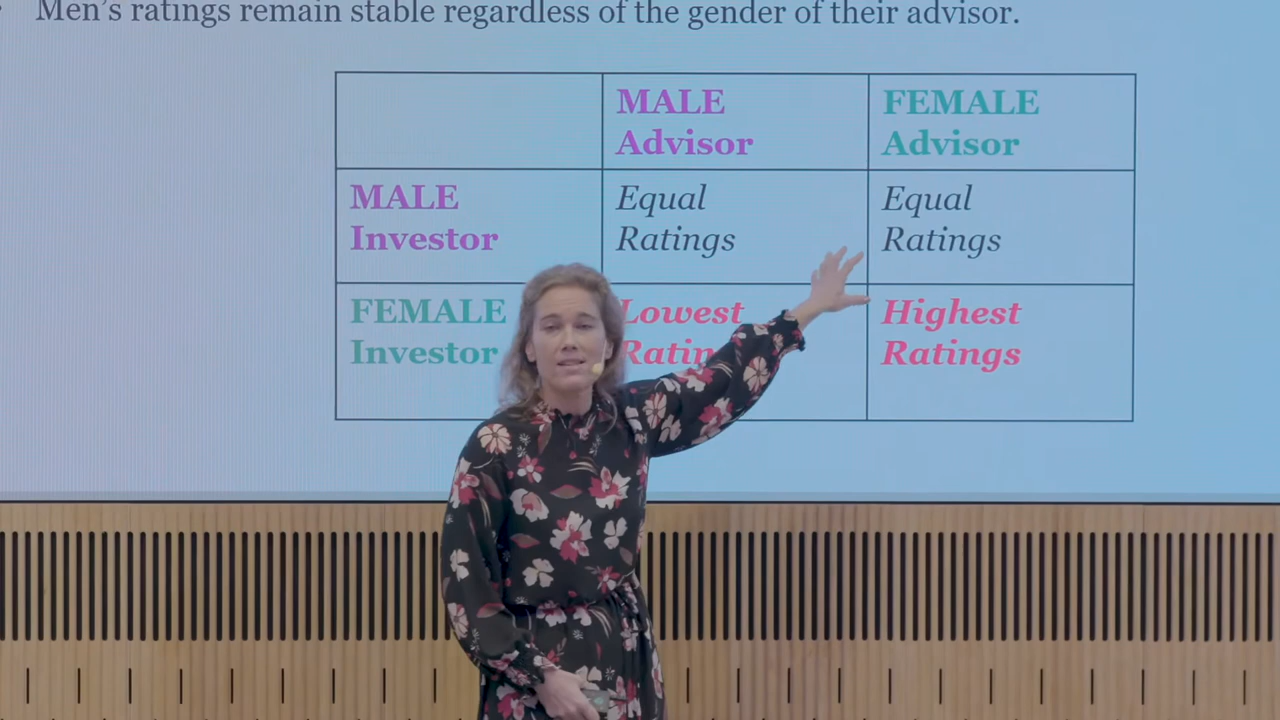 Men's ratings remain stable regardless of the gender of their advisor.
MALE FEMALE
Advisor Advisor
MALE Equal Equal
Investor Ratings Ratings
FEMALE Lowest Highest
Investor Ratings